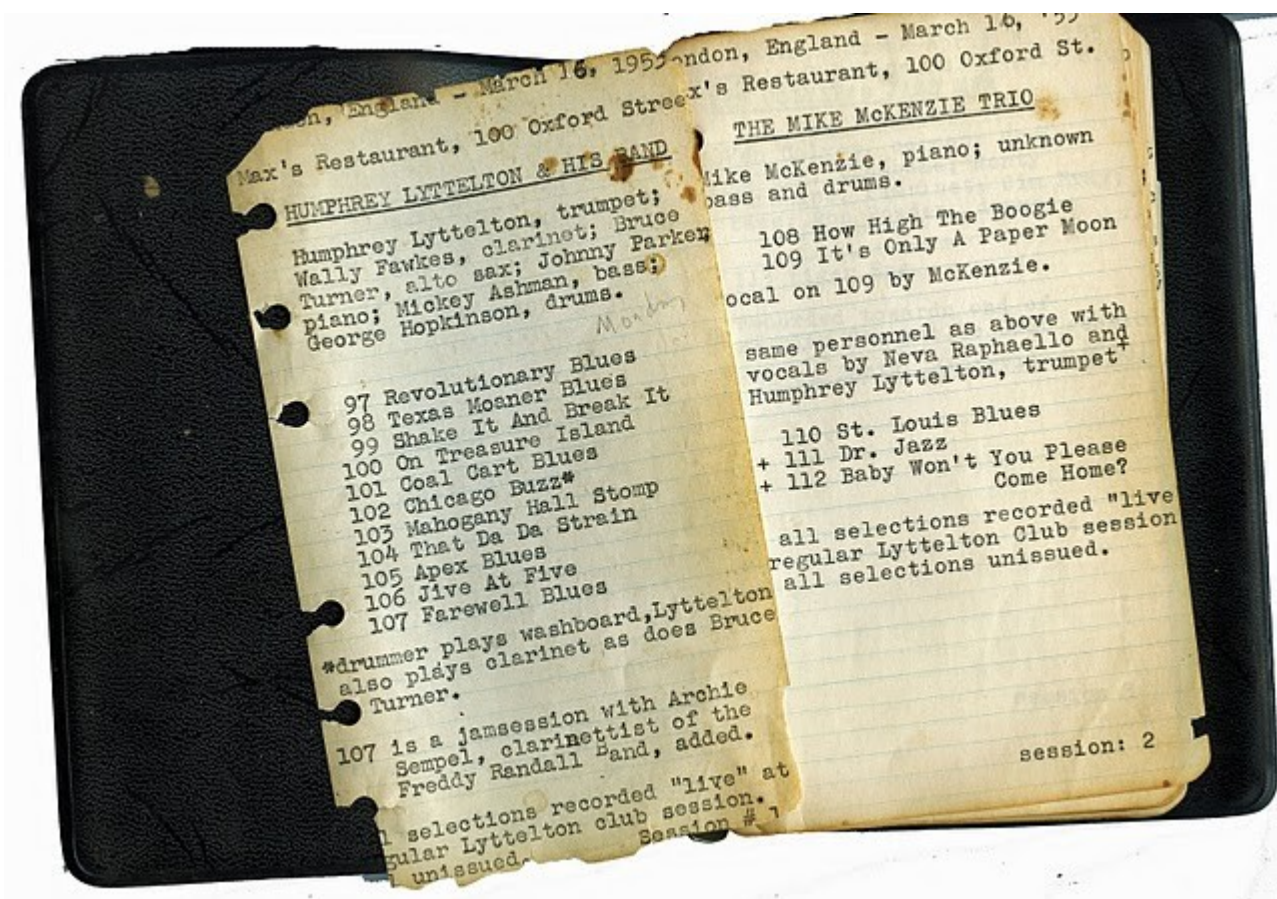 on, England - March 16, 195
Max's Restaurant, 100 Oxford Stree
HUMPHREY LYTTELTON & HIS BAND
Humphrey Lyttelton, trumpet;
Wally Fawkes, clarinet; Bruce
Turner, alto sax; Johnny Parker,
piano; Mickey Ashman, bass;
George Hopkinson, drums.
Monday
97 Revolutionary Blues
98 Texas Moaner Blues
99 Shake It And Break It
100 On Treasure Island
101 Coal Cart Blues
102 Chicago Buzz*
103 Mahogany Hall Stomp
104 That Da Da Strain
105 Apex Blues
106 Jive At Five
107 Farewell Blues
*drummer plays washboard,Lyttelton
also plays clarinet as does Bruce
Turner.
107 is a jamsession with Archie
Sempel, clarinettist of the
Freddy Randall Band, added.
l selections recorded "live" at
gular Lyttelton club session.
unissued. Session #
ondon, England - March 16, '55
x's Restaurant, 100 Oxford St.
THE MIKE McKENZIE TRIO
Mike McKenzie, piano; unknown
bass and drums.
108 How High The Boogie
109 It's Only A Paper Moon
ocal on 109 by McKenzie.
same personnel as above with
vocals by Neva Raphaello and
Humphrey Lyttelton, trumpet+
110 St. Louis Blues
+ 111 Dr. Jazz
+ 112 Baby Won't You Please
Come Home?
all selections recorded "live
regular Lyttelton Club session
all selections unissued.
session: 2